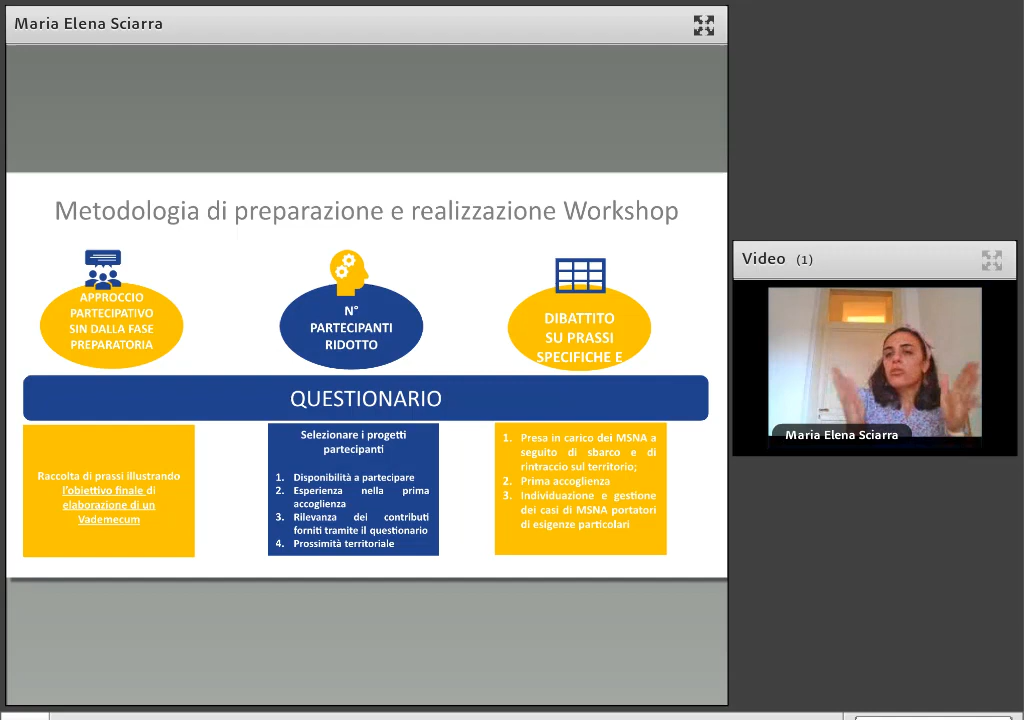 Maria Elena Sciarra
Metodologia di preparazione e realizzazione Workshop
APPROCCIO
PARTECIPATIVO
SIN DALLA FASE
PREPARATORIA
N°
PARTECIPANTI
RIDOTTO
DIBATTITO
SU PRASSI
SPECIFICHE E
QUESTIONARIO
Raccolta di prassi illustrando
l'obiettivo finale di
elaborazione di un
Vademecum
Selezionare i progetti
partecipanti
1. Disponibilità a partecipare
2. Esperienza nella prima
accoglienza
3. Rilevanza dei contributi
forniti tramite il questionario
4. Prossimità territoriale
1. Presa in carico dei MSNA a
seguito di sbarco e di
rintraccio sul territorio;
2. Prima accoglienza
3. Individuazione e gestione
dei casi di MSNA portatori
di esigenze particolari
Video (1)
Maria Elena Sciarra